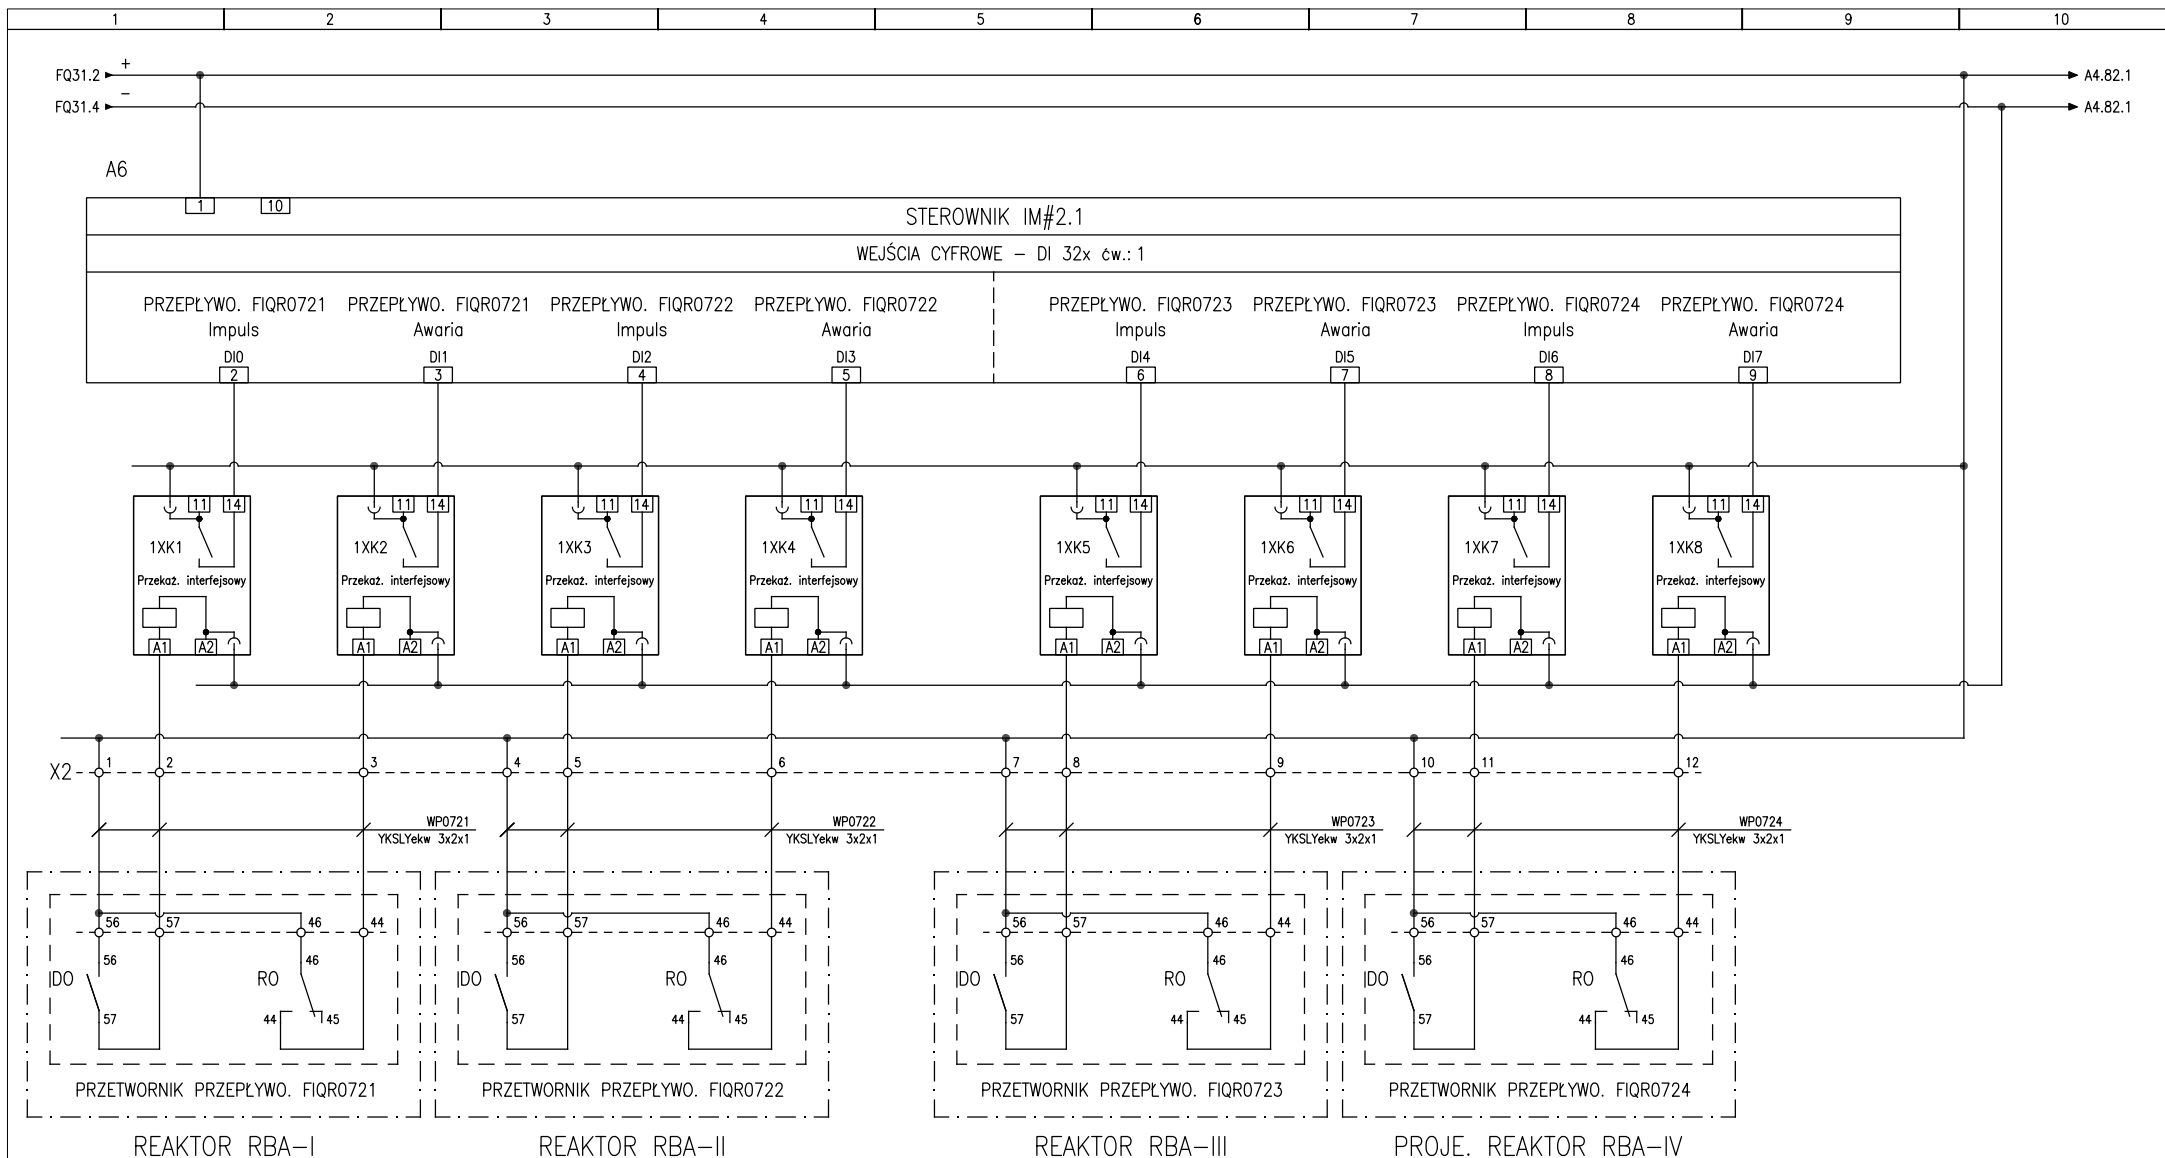 1 2 3 4 5 6 7 8 9 10
FQ31.2 + A4.82.1
FQ31.4 − A4.82.1
A6
1 10
STEROWNIK IM#2.1
WEJŚCIA CYFROWE − DI 32x ćw.: 1
PRZEPŁYWO. FIQR0721 PRZEPŁYWO. FIQR0721 PRZEPŁYWO. FIQR0722 PRZEPŁYWO. FIQR0722 PRZEPŁYWO. FIQR0723 PRZEPŁYWO. FIQR0723 PRZEPŁYWO. FIQR0724 PRZEPŁYWO. FIQR0724
Impuls Awaria Impuls Awaria Impuls Awaria Impuls Awaria
DI0 DI1 DI2 DI3 DI4 DI5 DI6 DI7
2 3 4 5 6 7 8 9
11 14 11 14 11 14 11 14 11 14 11 14 11 14 11 14
1XK1 1XK2 1XK3 1XK4 1XK5 1XK6 1XK7 1XK8
Przekaź. interfejsowy Przekaź. interfejsowy Przekaź. interfejsowy Przekaź. interfejsowy Przekaź. interfejsowy Przekaź. interfejsowy Przekaź. interfejsowy Przekaź. interfejsowy
A1 A2 A1 A2 A1 A2 A1 A2 A1 A2 A1 A2 A1 A2 A1 A2
X2 1 2 3 4 5 6 7 8 9 10 11 12
WP0721 WP0722 WP0723 WP0724
YKSLYekw 3x2x1 YKSLYekw 3x2x1 YKSLYekw 3x2x1 YKSLYekw 3x2x1
56 57 46 44 56 57 46 44 56 57 46 44 56 57 46 44
56 46 56 46 56 46 56 46
DO RO DO RO DO RO DO RO
57 44 45 57 44 45 57 44 45 57 44 45
PRZETWORNIK PRZEPŁYWO. FIQR0721 PRZETWORNIK PRZEPŁYWO. FIQR0722 PRZETWORNIK PRZEPŁYWO. FIQR0723 PRZETWORNIK PRZEPŁYWO. FIQR0724
REAKTOR RBA−I REAKTOR RBA−II REAKTOR RBA−III PROJE. REAKTOR RBA−IV